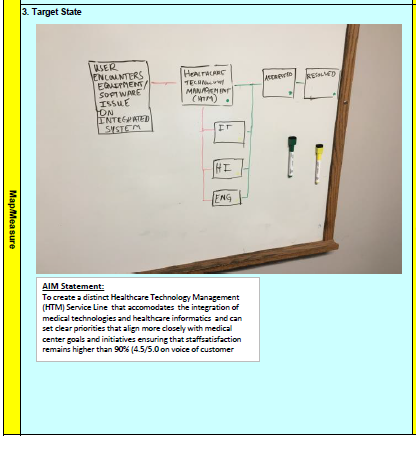 3. Target State
USER
ENCOUNTERS
EQUIPMENT/
SOFTWARE
ISSUE
ON
INTEGRATED
SYSTEM
HEALTHCARE
TECHNOLOGY
MANAGEMENT
(HTM)
ACCEPTED
RESOLVED
IT
HI
ENG
Map/Measure
AIM Statement:
To create a distinct Healthcare Technology Management
(HTM) Service Line that accomodates the integration of
medical technologies and healthcare informatics and can
set clear priorities that align more closely with medical
center goals and initiatives ensuring that staffsatisfaction
remains higher than 90% (4.5/5.0 on voice of customer